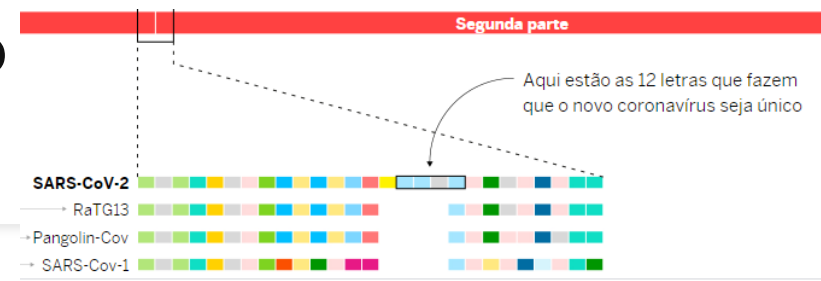 Segunda parte
Aqui estão as 12 letras que fazem
que o novo coronavírus seja único
SARS-CoV-2
RaTG13
Pangolin-Cov
SARS-Cov-1